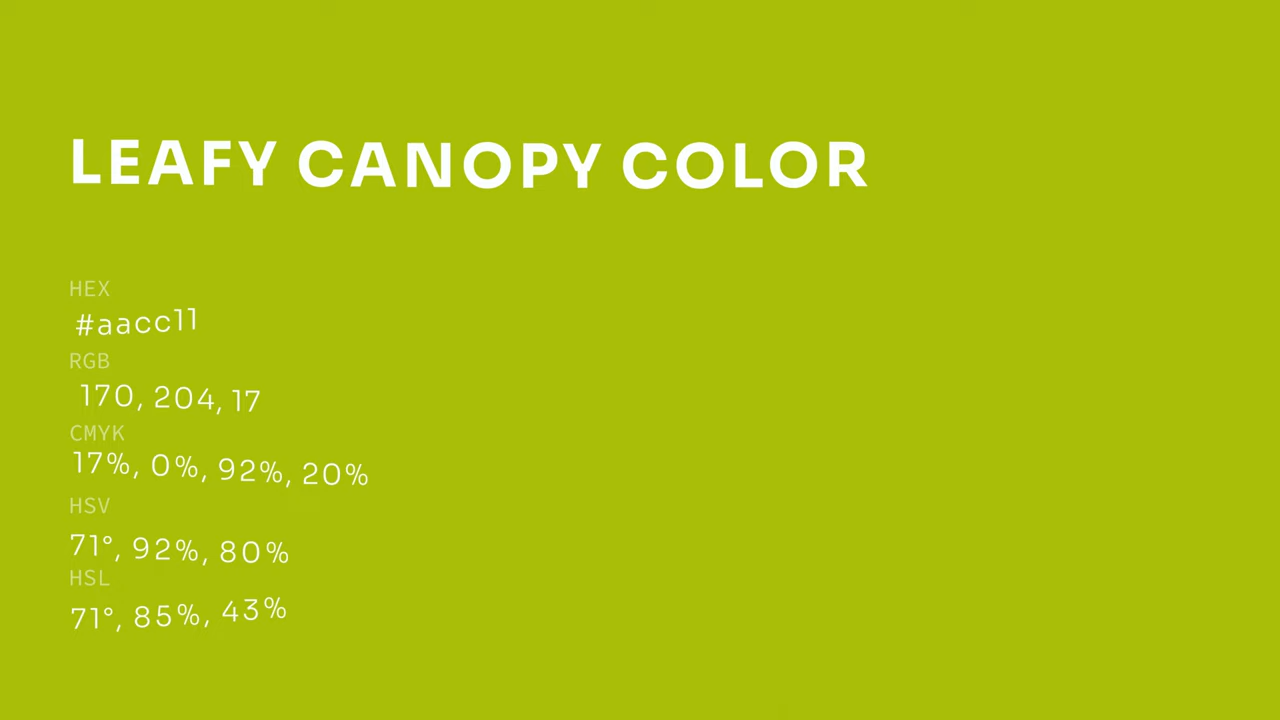 LEAFY CANOPY COLOR
HEX
#aacc11
RGB
170, 204, 17
CMYK
17%, 0%, 92%, 20%
HSV
71°, 92%, 80%
HSL
71°, 85%, 43%